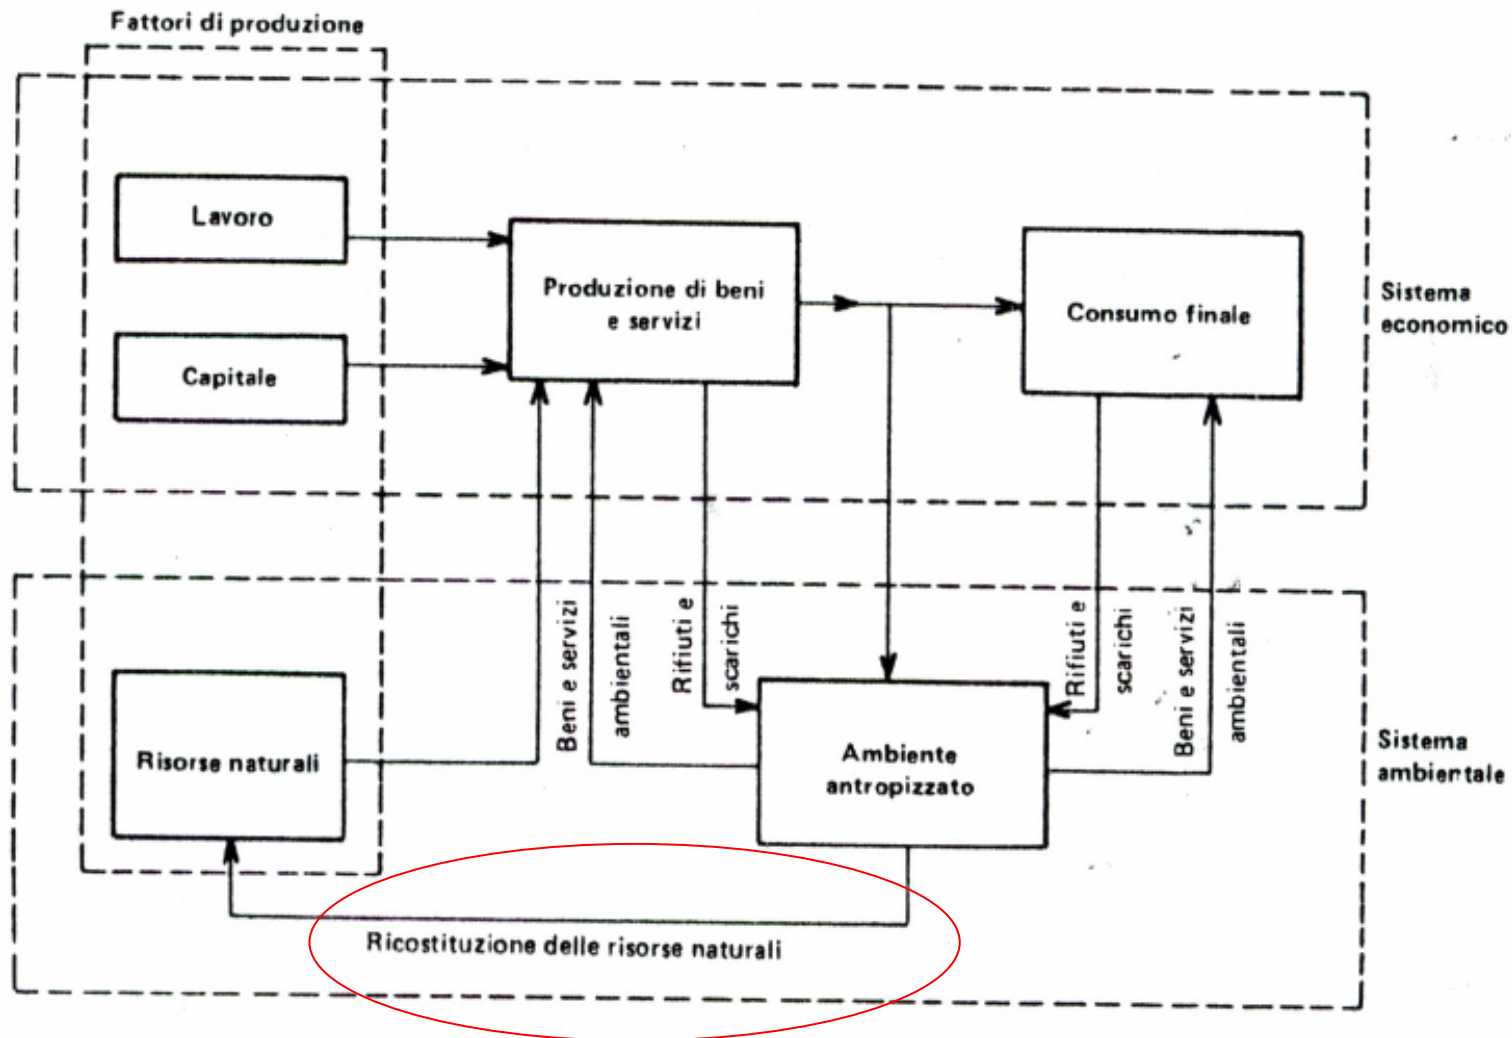 Fattori di produzione
Lavoro
Capitale
Produzione di beni
e servizi
Consumo finale
Sistema
economico
Beni e servizi
ambientali
Rifiuti e
scarichi
Rifiuti e
scarichi
Beni e servizi
ambientali
Risorse naturali
Ambiente
antropizzato
Sistema
ambientale
Ricostituzione delle risorse naturali